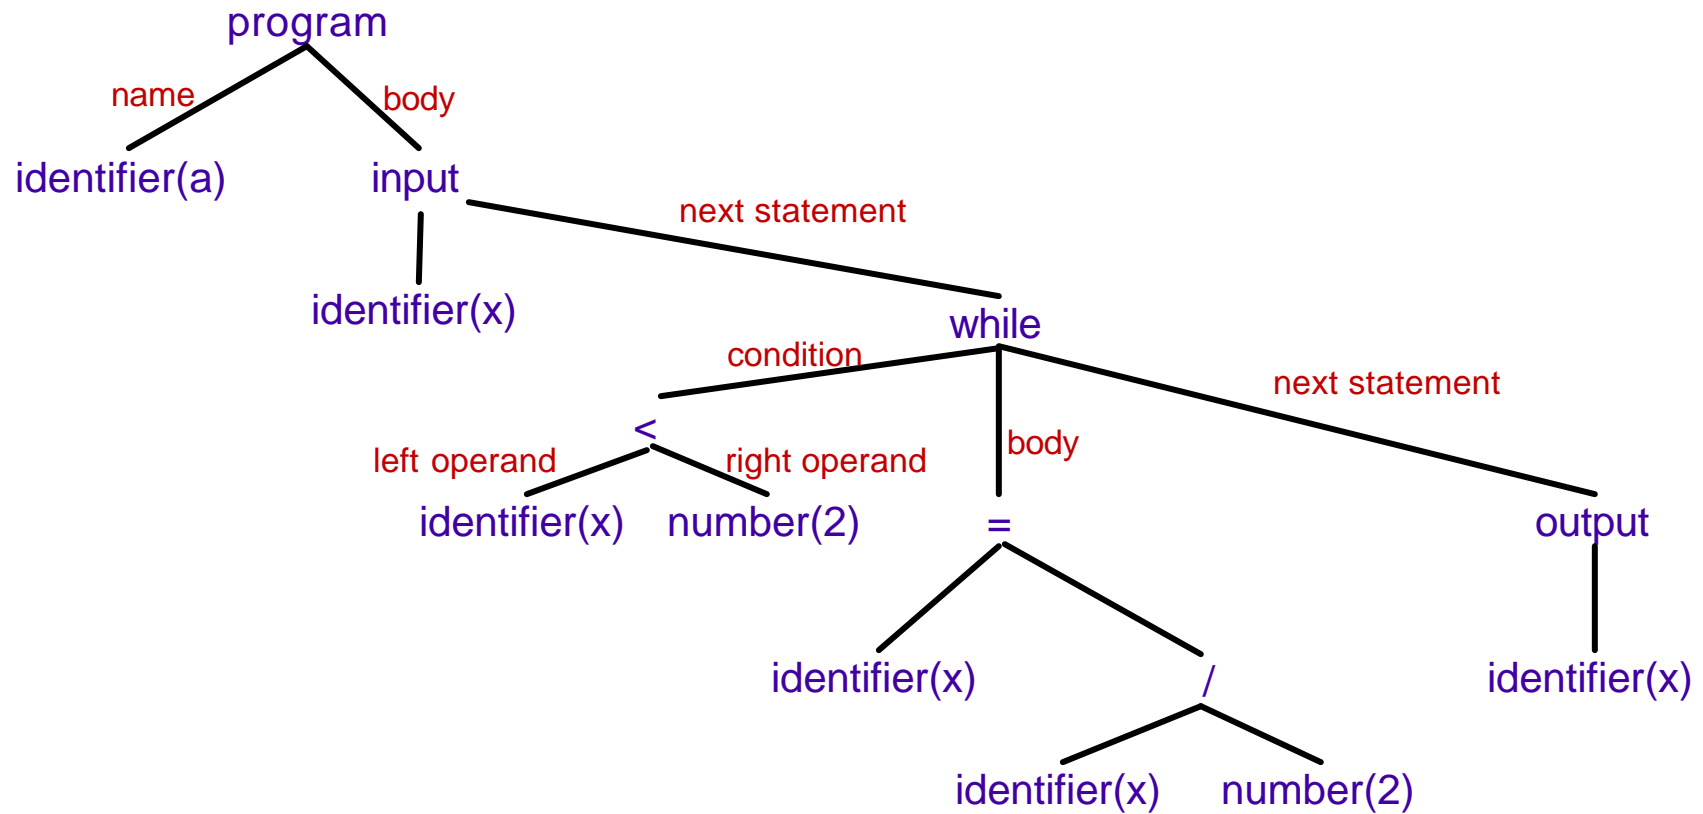 program
name
body
identifier(a)
input
next statement
identifier(x)
while
condition
next statement
<
body
left operand
right operand
identifier(x)
number(2)
=
output
identifier(x)
/
identifier(x)
identifier(x)
number(2)